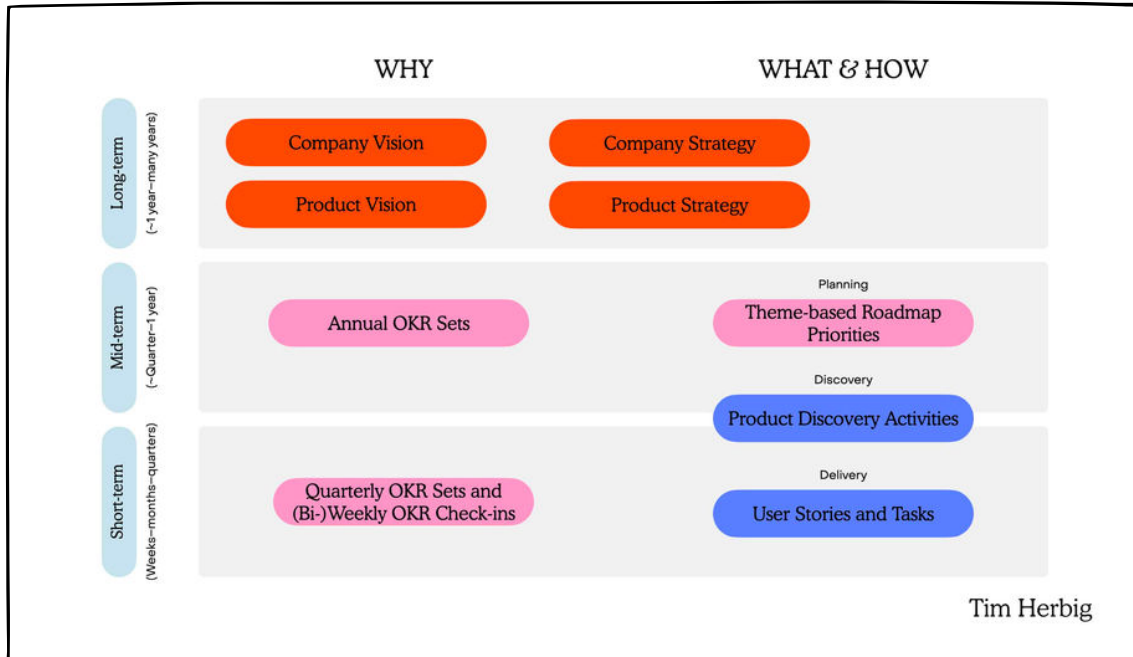 WHY
WHAT & HOW
Long-term
(~1 year–many years)
Company Vision
Company Strategy
Product Vision
Product Strategy
Mid-term
(~Quarter–1 year)
Annual OKR Sets
Planning
Theme-based Roadmap
Priorities
Discovery
Product Discovery Activities
Short-term
(Weeks–months–quarters)
Quarterly OKR Sets and
(Bi-)Weekly OKR Check-ins
Delivery
User Stories and Tasks
Tim Herbig